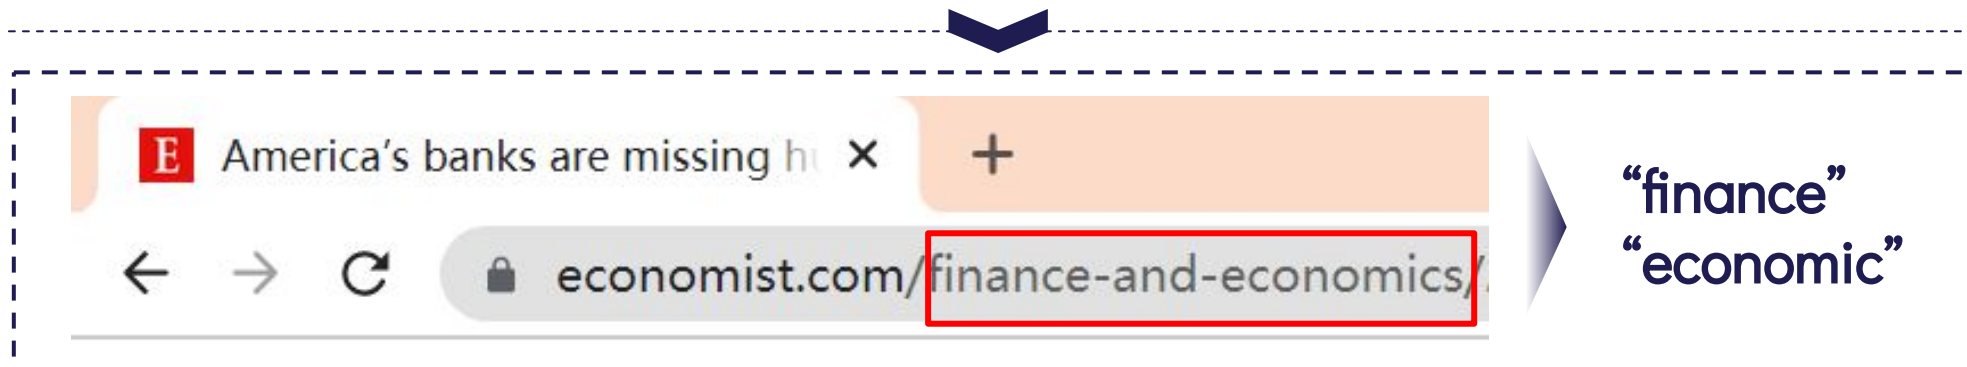 E America's banks are missing
economist.com/finance-and-economics/
“finance”
“economic”